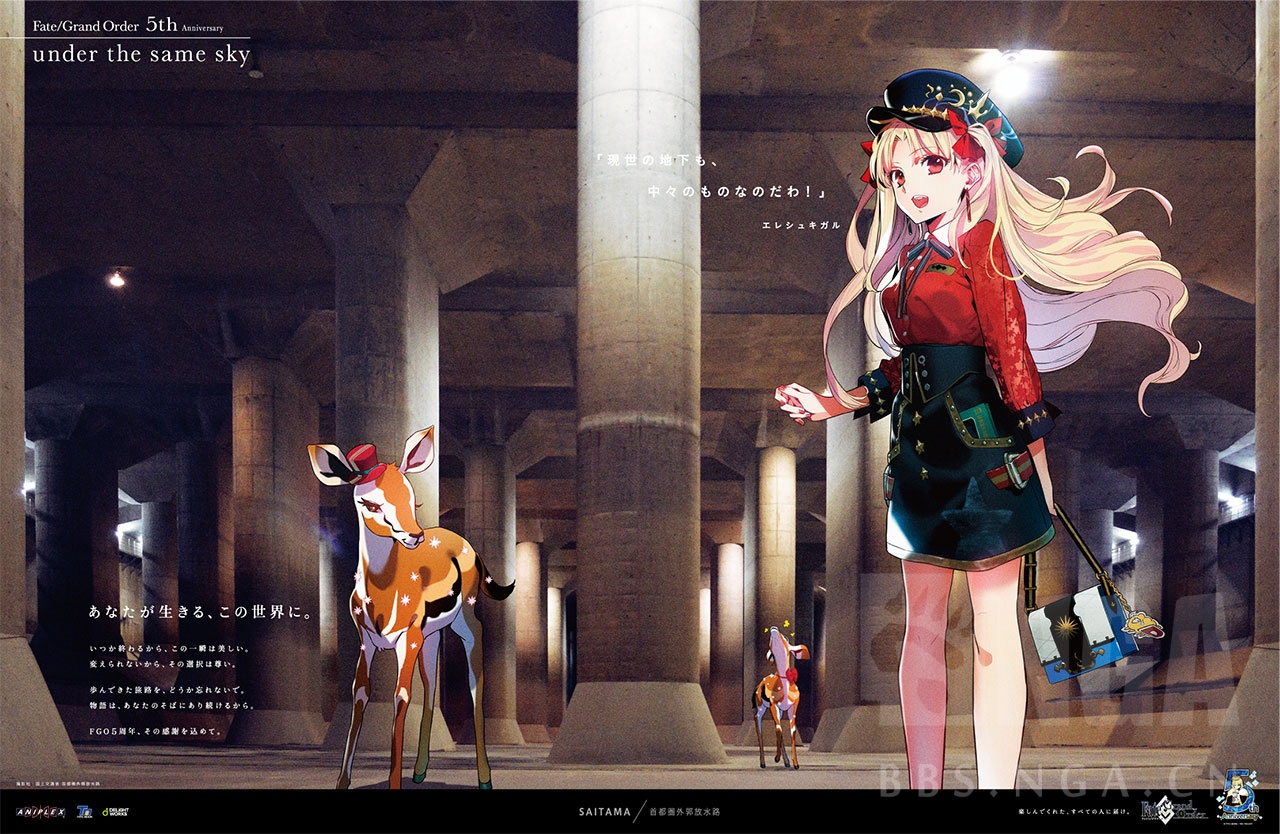 Fate/Grand Order 5th Anniversary
under the same sky
「現世の地下も、
中々のものなのだわ!」
エレシュキガル
あなたが生きる、この世界に。
いつか終わるから、この一瞬は美しい。
変えられないから、その選択は尊い。
歩んできた旅路を、どうか忘れないで。
物語は、あなたのそばにあり続けるから。
FGO5周年、その感謝を込めて。
ANIPLEX
DELIGHT WORKS
SAITAMA/首都圏外郭放水路
楽しんでくれた、すべての人に届け。
Fate/Grand Order
5th Anniversary
NGA
BBS.NGA.CN